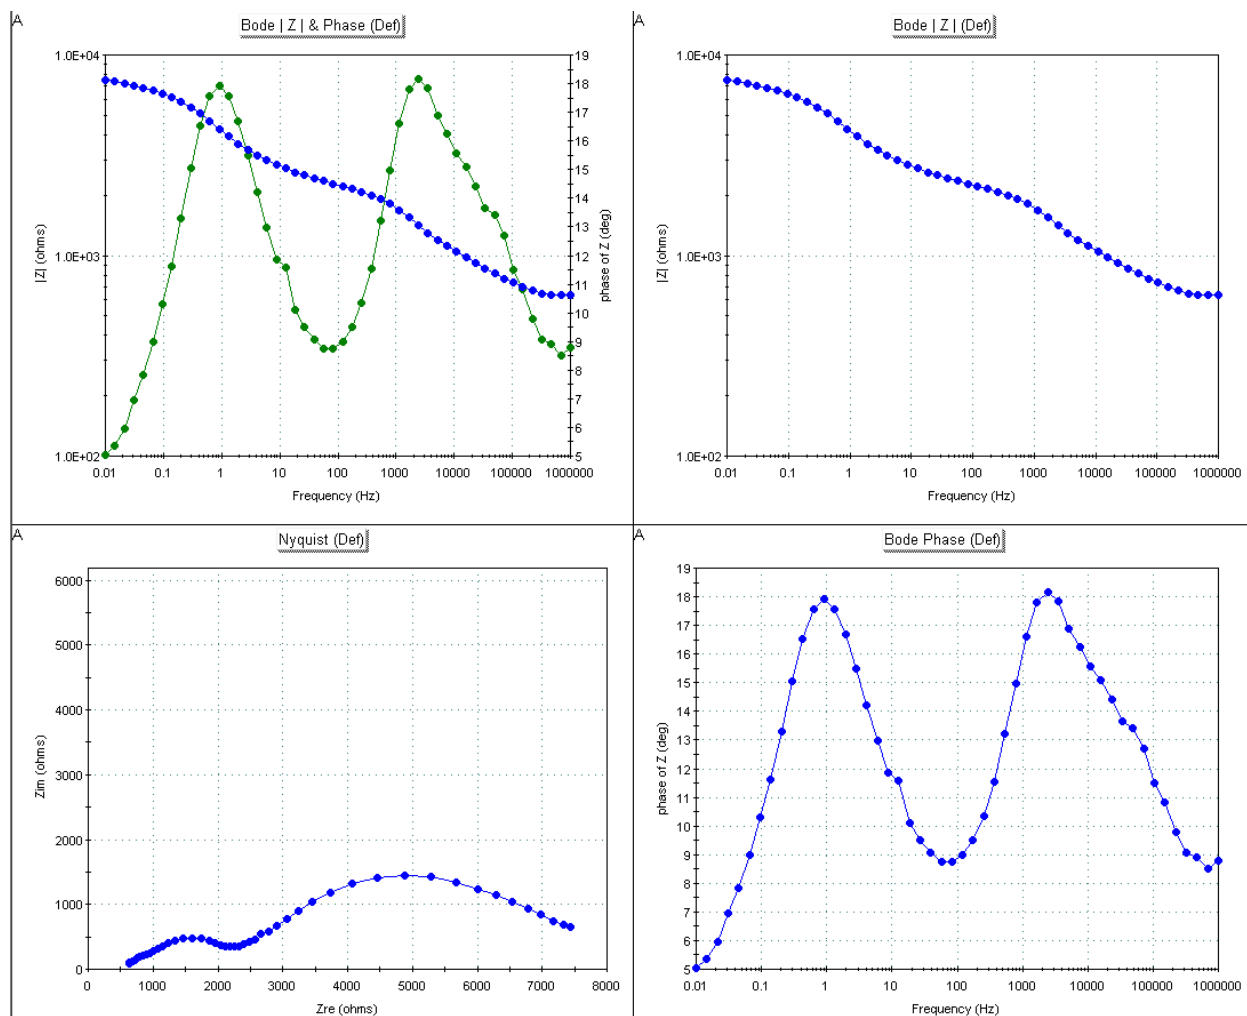 A
Bode | Z | & Phase (Def)
1.0E+04
1.0E+03
1.0E+02
|Z| (ohms)
19
18
17
16
15
14
13
12
11
10
9
8
7
6
5
phase of Z (deg)
0.01 0.1 1 10 100 1000 10000 100000 1000000
Frequency (Hz)
A
Bode | Z | (Def)
1.0E+04
1.0E+03
1.0E+02
|Z| (ohms)
0.01 0.1 1 10 100 1000 10000 100000 1000000
Frequency (Hz)
A
Nyquist (Def)
6000
5000
4000
3000
2000
1000
0
Zim (ohms)
0 1000 2000 3000 4000 5000 6000 7000 8000
Zre (ohms)
A
Bode Phase (Def)
19
18
17
16
15
14
13
12
11
10
9
8
7
6
5
phase of Z (deg)
0.01 0.1 1 10 100 1000 10000 100000 1000000
Frequency (Hz)